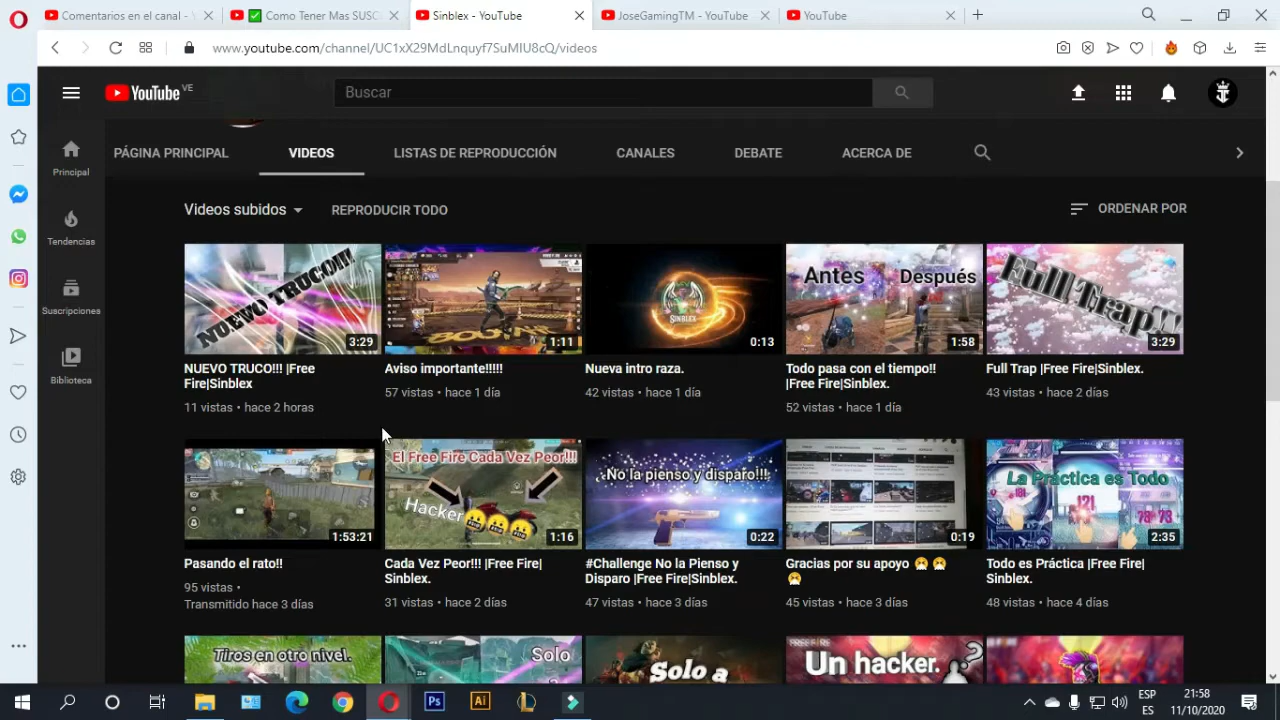 Comentarios en el canal -
Como Tener Mas SUSC
Sinblex - YouTube
JoseGamingTM - YouTube
YouTube
www.youtube.com/channel/UC1xX29MdLnquyf7SuMIU8cQ/videos
YouTube VE
Buscar
Principal
Tendencias
Suscripciones
Biblioteca
PÁGINA PRINCIPAL
VIDEOS
LISTAS DE REPRODUCCIÓN
CANALES
DEBATE
ACERCA DE
Videos subidos
REPRODUCIR TODO
ORDENAR POR
NUEVO TRUCO!!!
3:29
1:11
SINBLEX
0:13
Antes
Después
1:58
Full Trap!!
3:29
NUEVO TRUCO!!! |Free
Fire|Sinblex
11 vistas • hace 2 horas
Aviso importante!!!!!
57 vistas • hace 1 día
Nueva intro raza.
42 vistas • hace 1 día
Todo pasa con el tiempo!!
|Free Fire|Sinblex.
52 vistas • hace 1 día
Full Trap |Free Fire|Sinblex.
43 vistas • hace 2 días
1:53:21
El Free Fire Cada Vez Peor!!!
Hacker
1:16
No la pienso y disparo!!!
0:22
0:19
La Práctica es Todo
2:35
Pasando el rato!!
95 vistas •
Transmitido hace 3 días
Cada Vez Peor!!! |Free Fire|
Sinblex.
31 vistas • hace 2 días
#Challenge No la Pienso y
Disparo |Free Fire|Sinblex.
47 vistas • hace 3 días
Gracias por su apoyo
45 vistas • hace 3 días
Todo es Práctica |Free Fire|
Sinblex.
48 vistas • hace 4 días
Tiros en otro nivel.
Solo
Solo a
Un hacker.
ESP
ES
21:58
11/10/2020